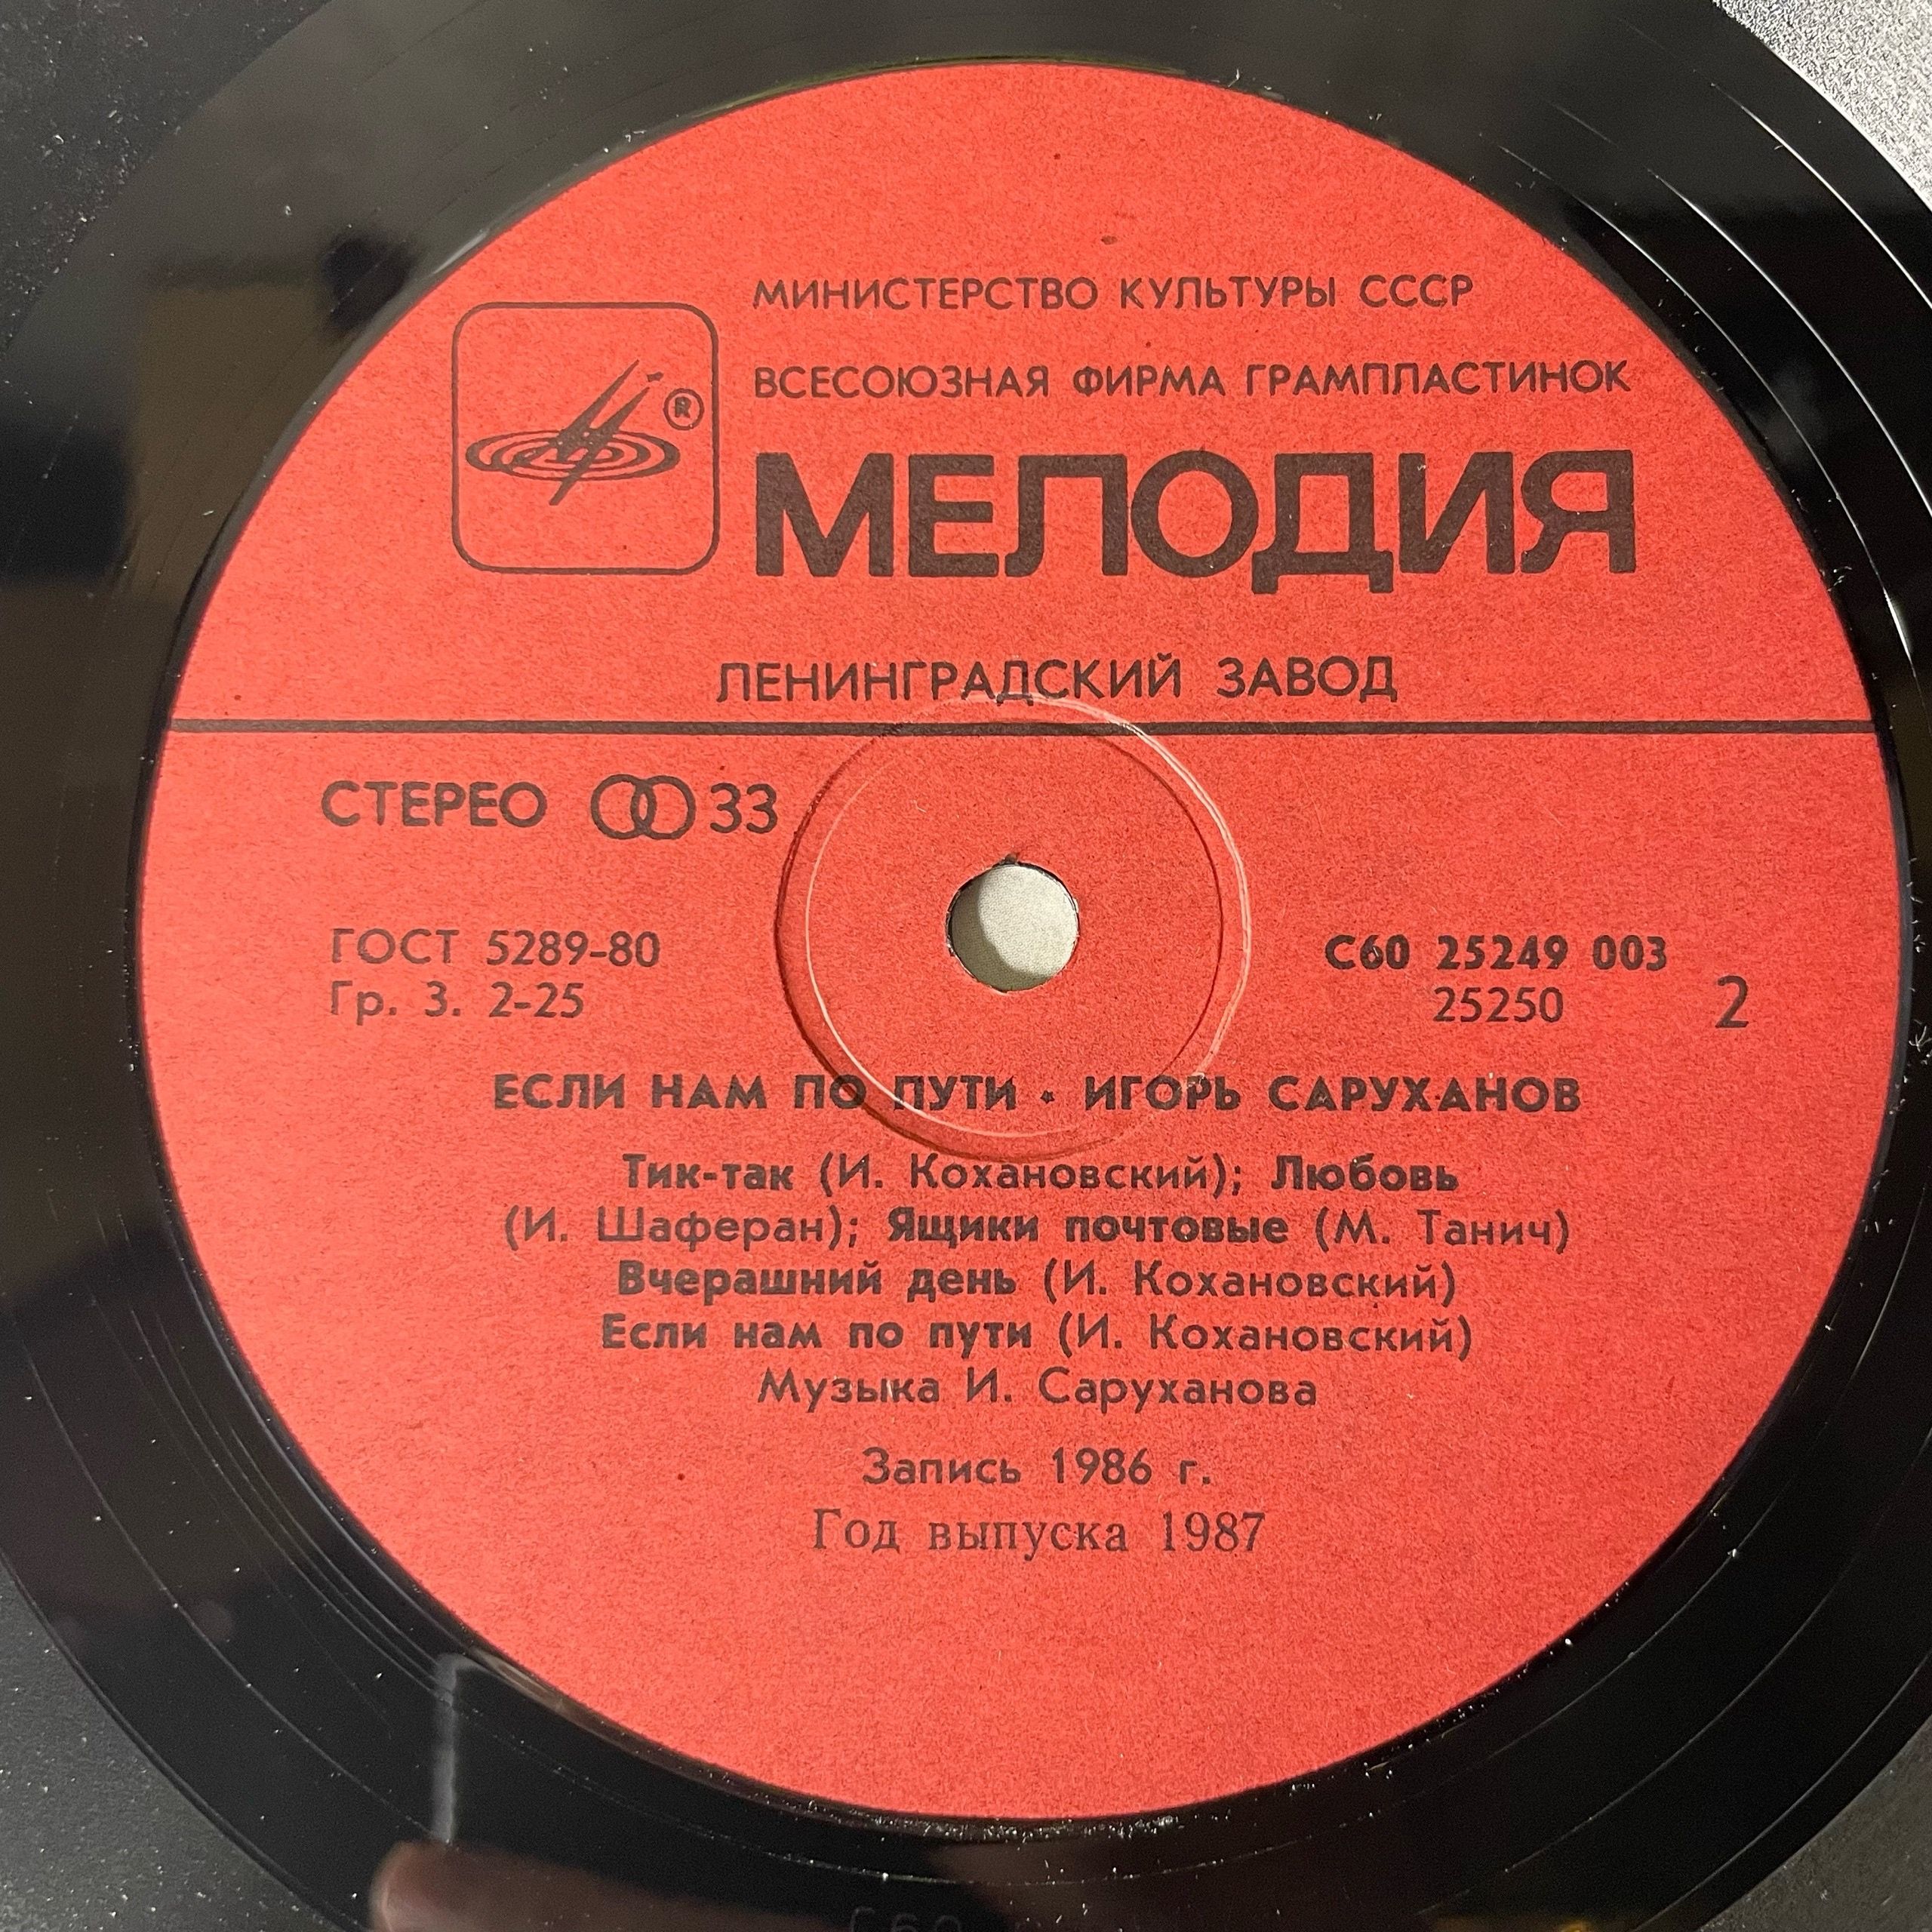 МИНИСТЕРСТВО КУЛЬТУРЫ СССР
ВСЕСОЮЗНАЯ ФИРМА ГРАМПЛАСТИНОК
®
МЕЛОДИЯ
ЛЕНИНГРАДСКИЙ ЗАВОД
СТЕРЕО 33
ГОСТ 5289-80
Гр. 3. 2-25
С60 25249 003
25250
2
ЕСЛИ НАМ ПО ПУТИ • ИГОРЬ САРУХАНОВ
Тик-так (И. Кохановский); Любовь
(И. Шаферан); Ящики почтовые (М. Танич)
Вчерашний день (И. Кохановский)
Если нам по пути (И. Кохановский)
Музыка И. Саруханова
Запись 1986 г.
Год выпуска 1987